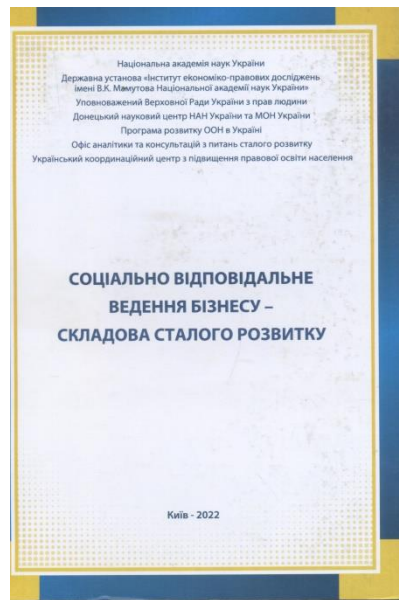 Національна академія наук України
Державна установа «Інститут економіко-правових досліджень
імені В.К. Мамутова Національної академії наук України»
Уповноважений Верховної Ради України з прав людини
Донецький науковий центр НАН України та МОН України
Програма розвитку ООН в Україні
Офіс аналітики та консультацій з питань сталого розвитку
Український координаційний центр з підвищення правової освіти населення
СОЦІАЛЬНО ВІДПОВІДАЛЬНЕ
ВЕДЕННЯ БІЗНЕСУ –
СКЛАДОВА СТАЛОГО РОЗВИТКУ
Київ - 2022